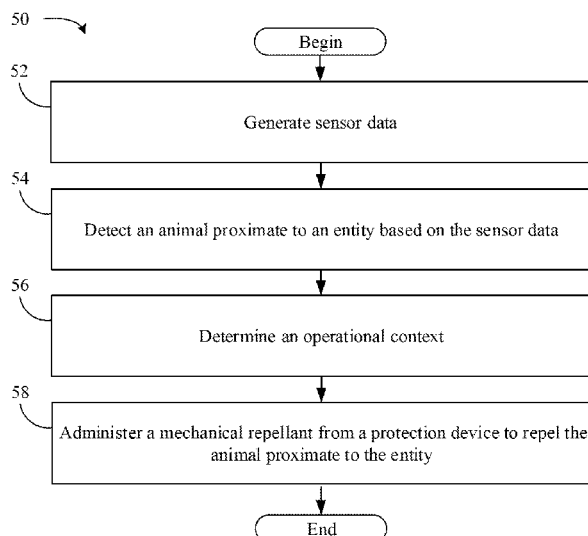 50
Begin
52
Generate sensor data
54
Detect an animal proximate to an entity based on the sensor data
56
Determine an operational context
58
Administer a mechanical repellant from a protection device to repel the
animal proximate to the entity
End